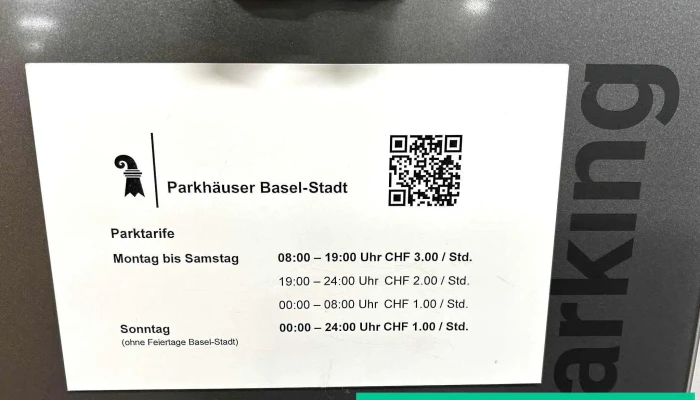 Parkhäuser Basel-Stadt
Parktarife
Montag bis Samstag 08:00 – 19:00 Uhr CHF 3.00 / Std.
19:00 – 24:00 Uhr CHF 2.00 / Std.
00:00 – 08:00 Uhr CHF 1.00 / Std.
Sonntag 00:00 – 24:00 Uhr CHF 1.00 / Std.
(ohne Feiertage Basel-Stadt)
arking